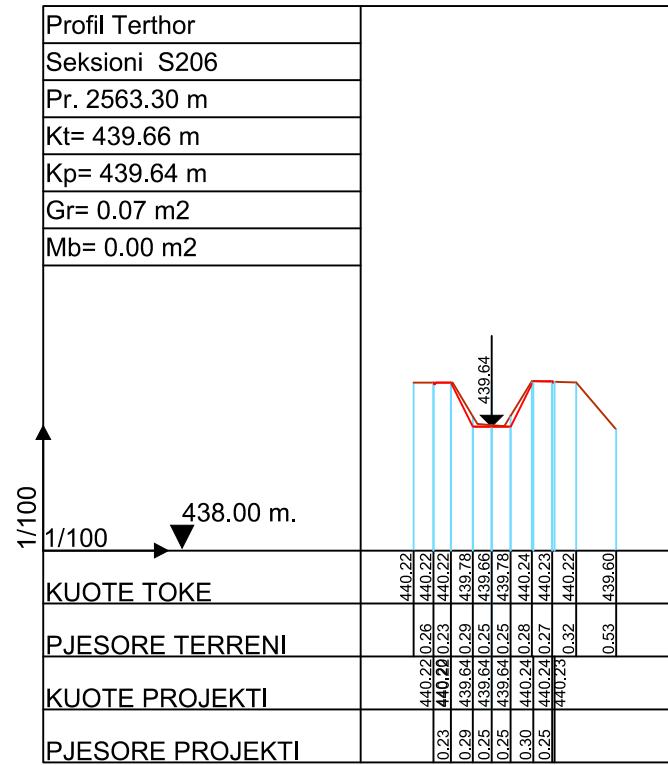 Profil Terthor
Seksioni S206
Pr. 2563.30 m
Kt= 439.66 m
Kp= 439.64 m
Gr= 0.07 m2
Mb= 0.00 m2
439.64
1/100
438.00 m.
1/100
KUOTE TOKE 440.22 440.22 440.22 439.78 439.66 439.78 440.24 440.23 440.22 439.60
PJESORE TERRENI 0.26 0.23 0.29 0.25 0.25 0.28 0.27 0.32 0.53
KUOTE PROJEKTI 440.22 440.22 439.64 439.64 439.64 440.24 440.24 440.23
PJESORE PROJEKTI 0.23 0.29 0.25 0.25 0.30 0.25